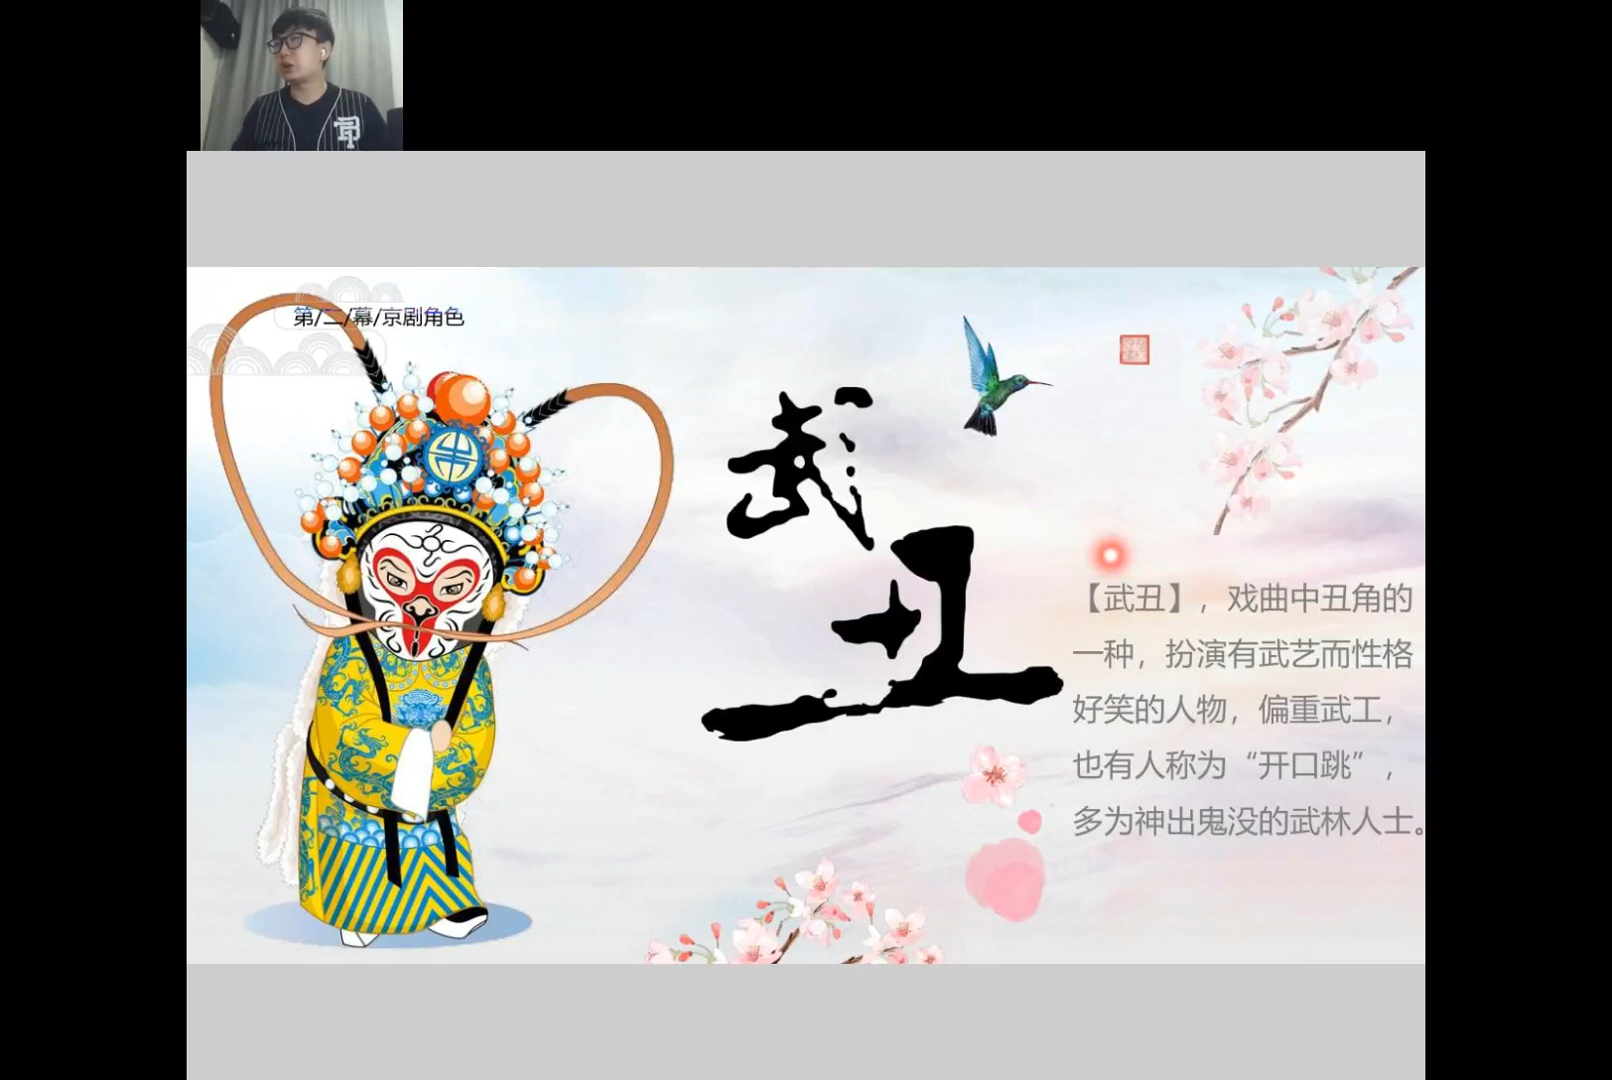 第/二/幕/京剧角色
武
丑
【武丑】，戏曲中丑角的
一种，扮演有武艺而性格
好笑的人物，偏重武工，
也有人称为“开口跳”，
多为神出鬼没的武林人士。